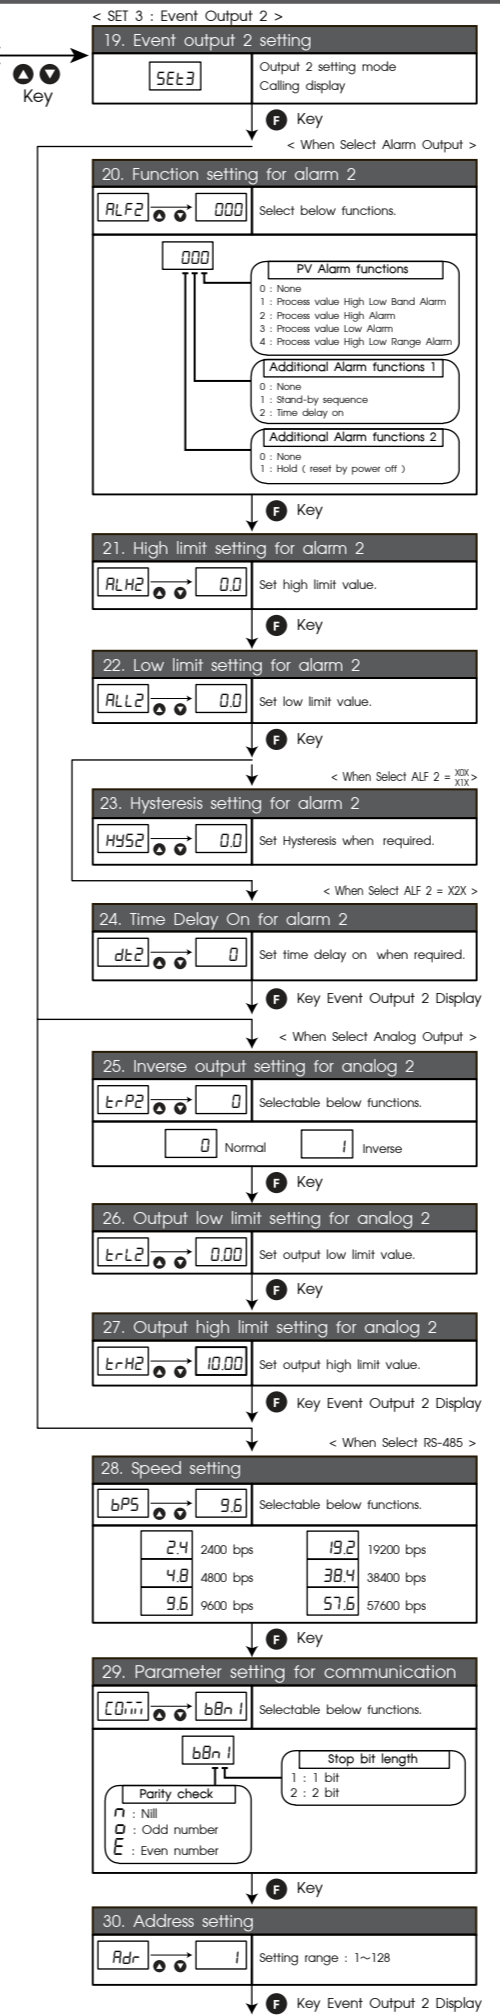 < SET 3 : Event Output 2 >
19. Event output 2 setting
SEt3
Output 2 setting mode
Calling display
Key
F Key
< When Select Alarm Output >
20. Function setting for alarm 2
ALF2 000 Select below functions.
000
PV Alarm functions
0 : None
1 : Process value High Low Band Alarm
2 : Process value High Alarm
3 : Process value Low Alarm
4 : Process value High Low Range Alarm
Additional Alarm functions 1
0 : None
1 : Stand-by sequence
2 : Time delay on
Additional Alarm functions 2
0 : None
1 : Hold ( reset by power off )
F Key
21. High limit setting for alarm 2
ALH2 0.0 Set high limit value.
F Key
22. Low limit setting for alarm 2
ALL2 0.0 Set low limit value.
F Key
< When Select ALF 2 = X0X X1X >
23. Hysteresis setting for alarm 2
HYS2 0.0 Set Hysteresis when required.
< When Select ALF 2 = X2X >
24. Time Delay On for alarm 2
dt2 0 Set time delay on when required.
F Key Event Output 2 Display
< When Select Analog Output >
25. Inverse output setting for analog 2
trP2 0 Selectable below functions.
0 Normal 1 Inverse
F Key
26. Output low limit setting for analog 2
trL2 0.00 Set output low limit value.
F Key
27. Output high limit setting for analog 2
trH2 10.00 Set output high limit value.
F Key Event Output 2 Display
< When Select RS-485 >
28. Speed setting
bPS 9.6 Selectable below functions.
2.4 2400 bps 19.2 19200 bps
4.8 4800 bps 38.4 38400 bps
9.6 9600 bps 57.6 57600 bps
F Key
29. Parameter setting for communication
COm b8n1 Selectable below functions.
b8n1
Stop bit length
1 : 1 bit
2 : 2 bit
Parity check
n : Nill
o : Odd number
E : Even number
F Key
30. Address setting
Adr 1 Setting range : 1~128
F Key Event Output 2 Display